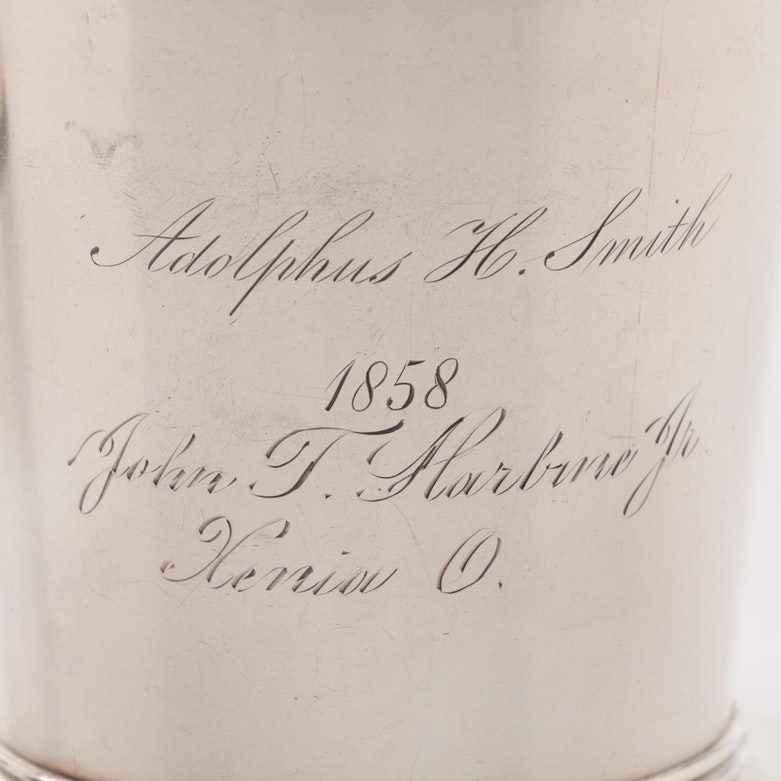 Adolphus H. Smith
1858
John T. Harbine Jr.
Xenia O.